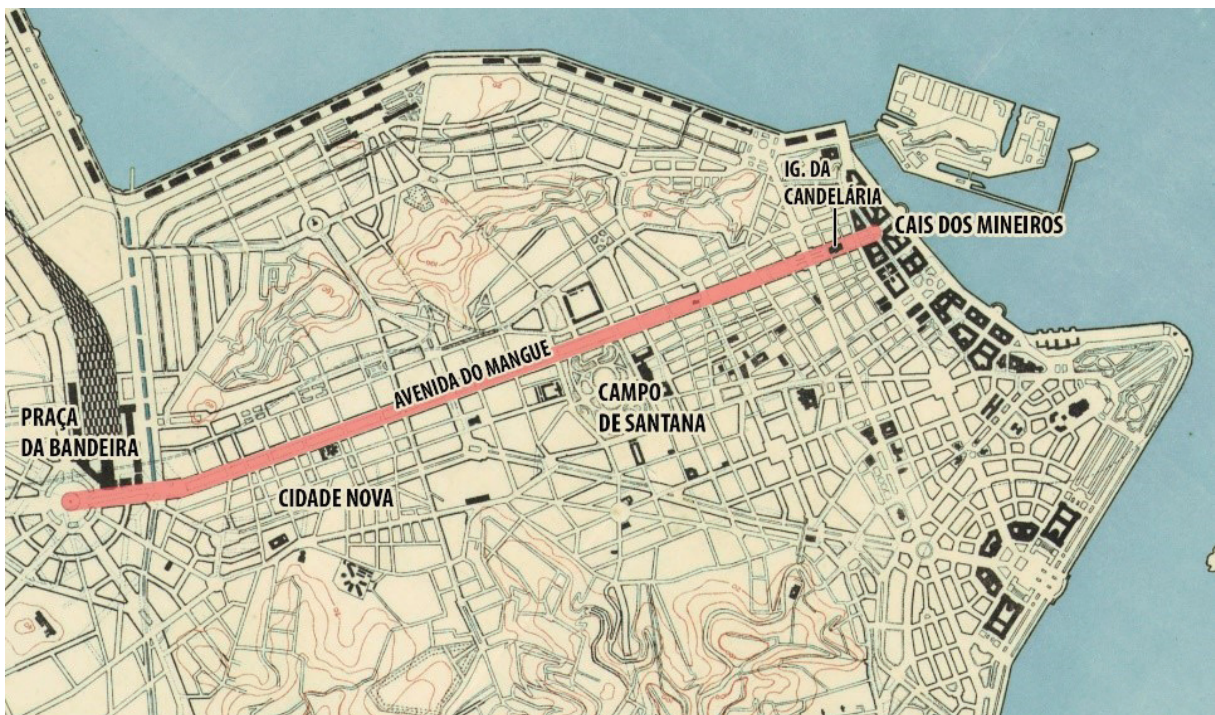 IG. DA
CANDELÁRIA
CAIS DOS MINEIROS
AVENIDA DO MANGUE
CAMPO
DE SANTANA
PRAÇA
DA BANDEIRA
CIDADE NOVA